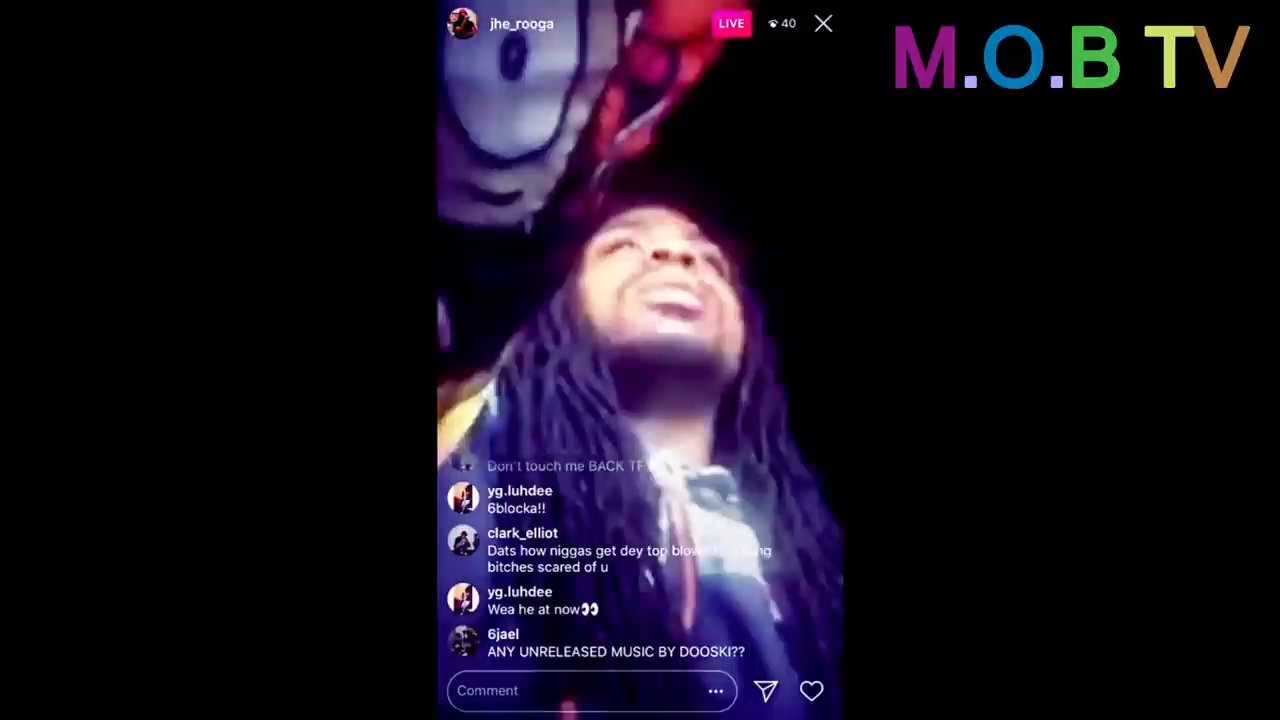 jhe_rooga
LIVE
40
M.O.B TV
Don't touch me BACK TF
yg.luhdee
6blocka!!
clark_elliot
Dats how niggas get dey top
bitches scared of u
yg.luhdee
Wea he at now👀
6jael
ANY UNRELEASED MUSIC BY DOOSKI??
Comment